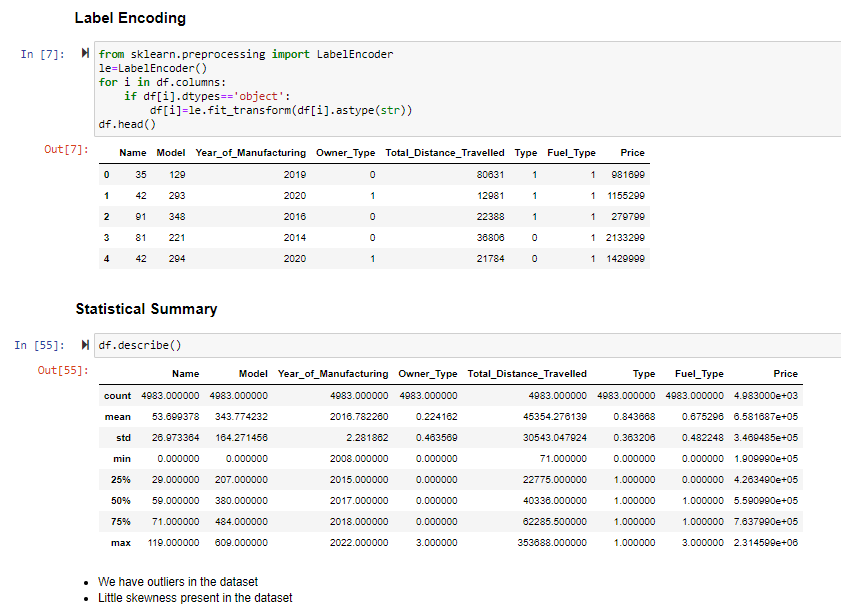 Label Encoding
In [7]:
from sklearn.preprocessing import LabelEncoder
le=LabelEncoder()
for i in df.columns:
    if df[i].dtypes=='object':
        df[i]=le.fit_transform(df[i].astype(str))
df.head()
Out[7]:
Name Model Year_of_Manufacturing Owner_Type Total_Distance_Travelled Type Fuel_Type Price
0 35 129 2019 0 80631 1 1 981699
1 42 293 2020 1 12981 1 1 1155299
2 91 348 2016 0 22388 1 1 279799
3 81 221 2014 0 36806 0 1 2133299
4 42 294 2020 1 21784 0 1 1429999
Statistical Summary
In [55]:
df.describe()
Out[55]:
Name Model Year_of_Manufacturing Owner_Type Total_Distance_Travelled Type Fuel_Type Price
count 4983.000000 4983.000000 4983.000000 4983.000000 4983.000000 4983.000000 4983.000000 4.983000e+03
mean 53.699378 343.774232 2016.782260 0.224162 45354.276139 0.843668 0.675296 6.581687e+05
std 26.973364 164.271456 2.281862 0.463569 30543.047924 0.363206 0.482248 3.469485e+05
min 0.000000 0.000000 2008.000000 0.000000 71.000000 0.000000 0.000000 1.909990e+05
25% 29.000000 207.000000 2015.000000 0.000000 22775.000000 1.000000 0.000000 4.263490e+05
50% 59.000000 380.000000 2017.000000 0.000000 40336.000000 1.000000 1.000000 5.590990e+05
75% 71.000000 484.000000 2018.000000 0.000000 62285.500000 1.000000 1.000000 7.637990e+05
max 119.000000 609.000000 2022.000000 3.000000 353688.000000 1.000000 3.000000 2.314599e+06
• We have outliers in the dataset
• Little skewness present in the dataset